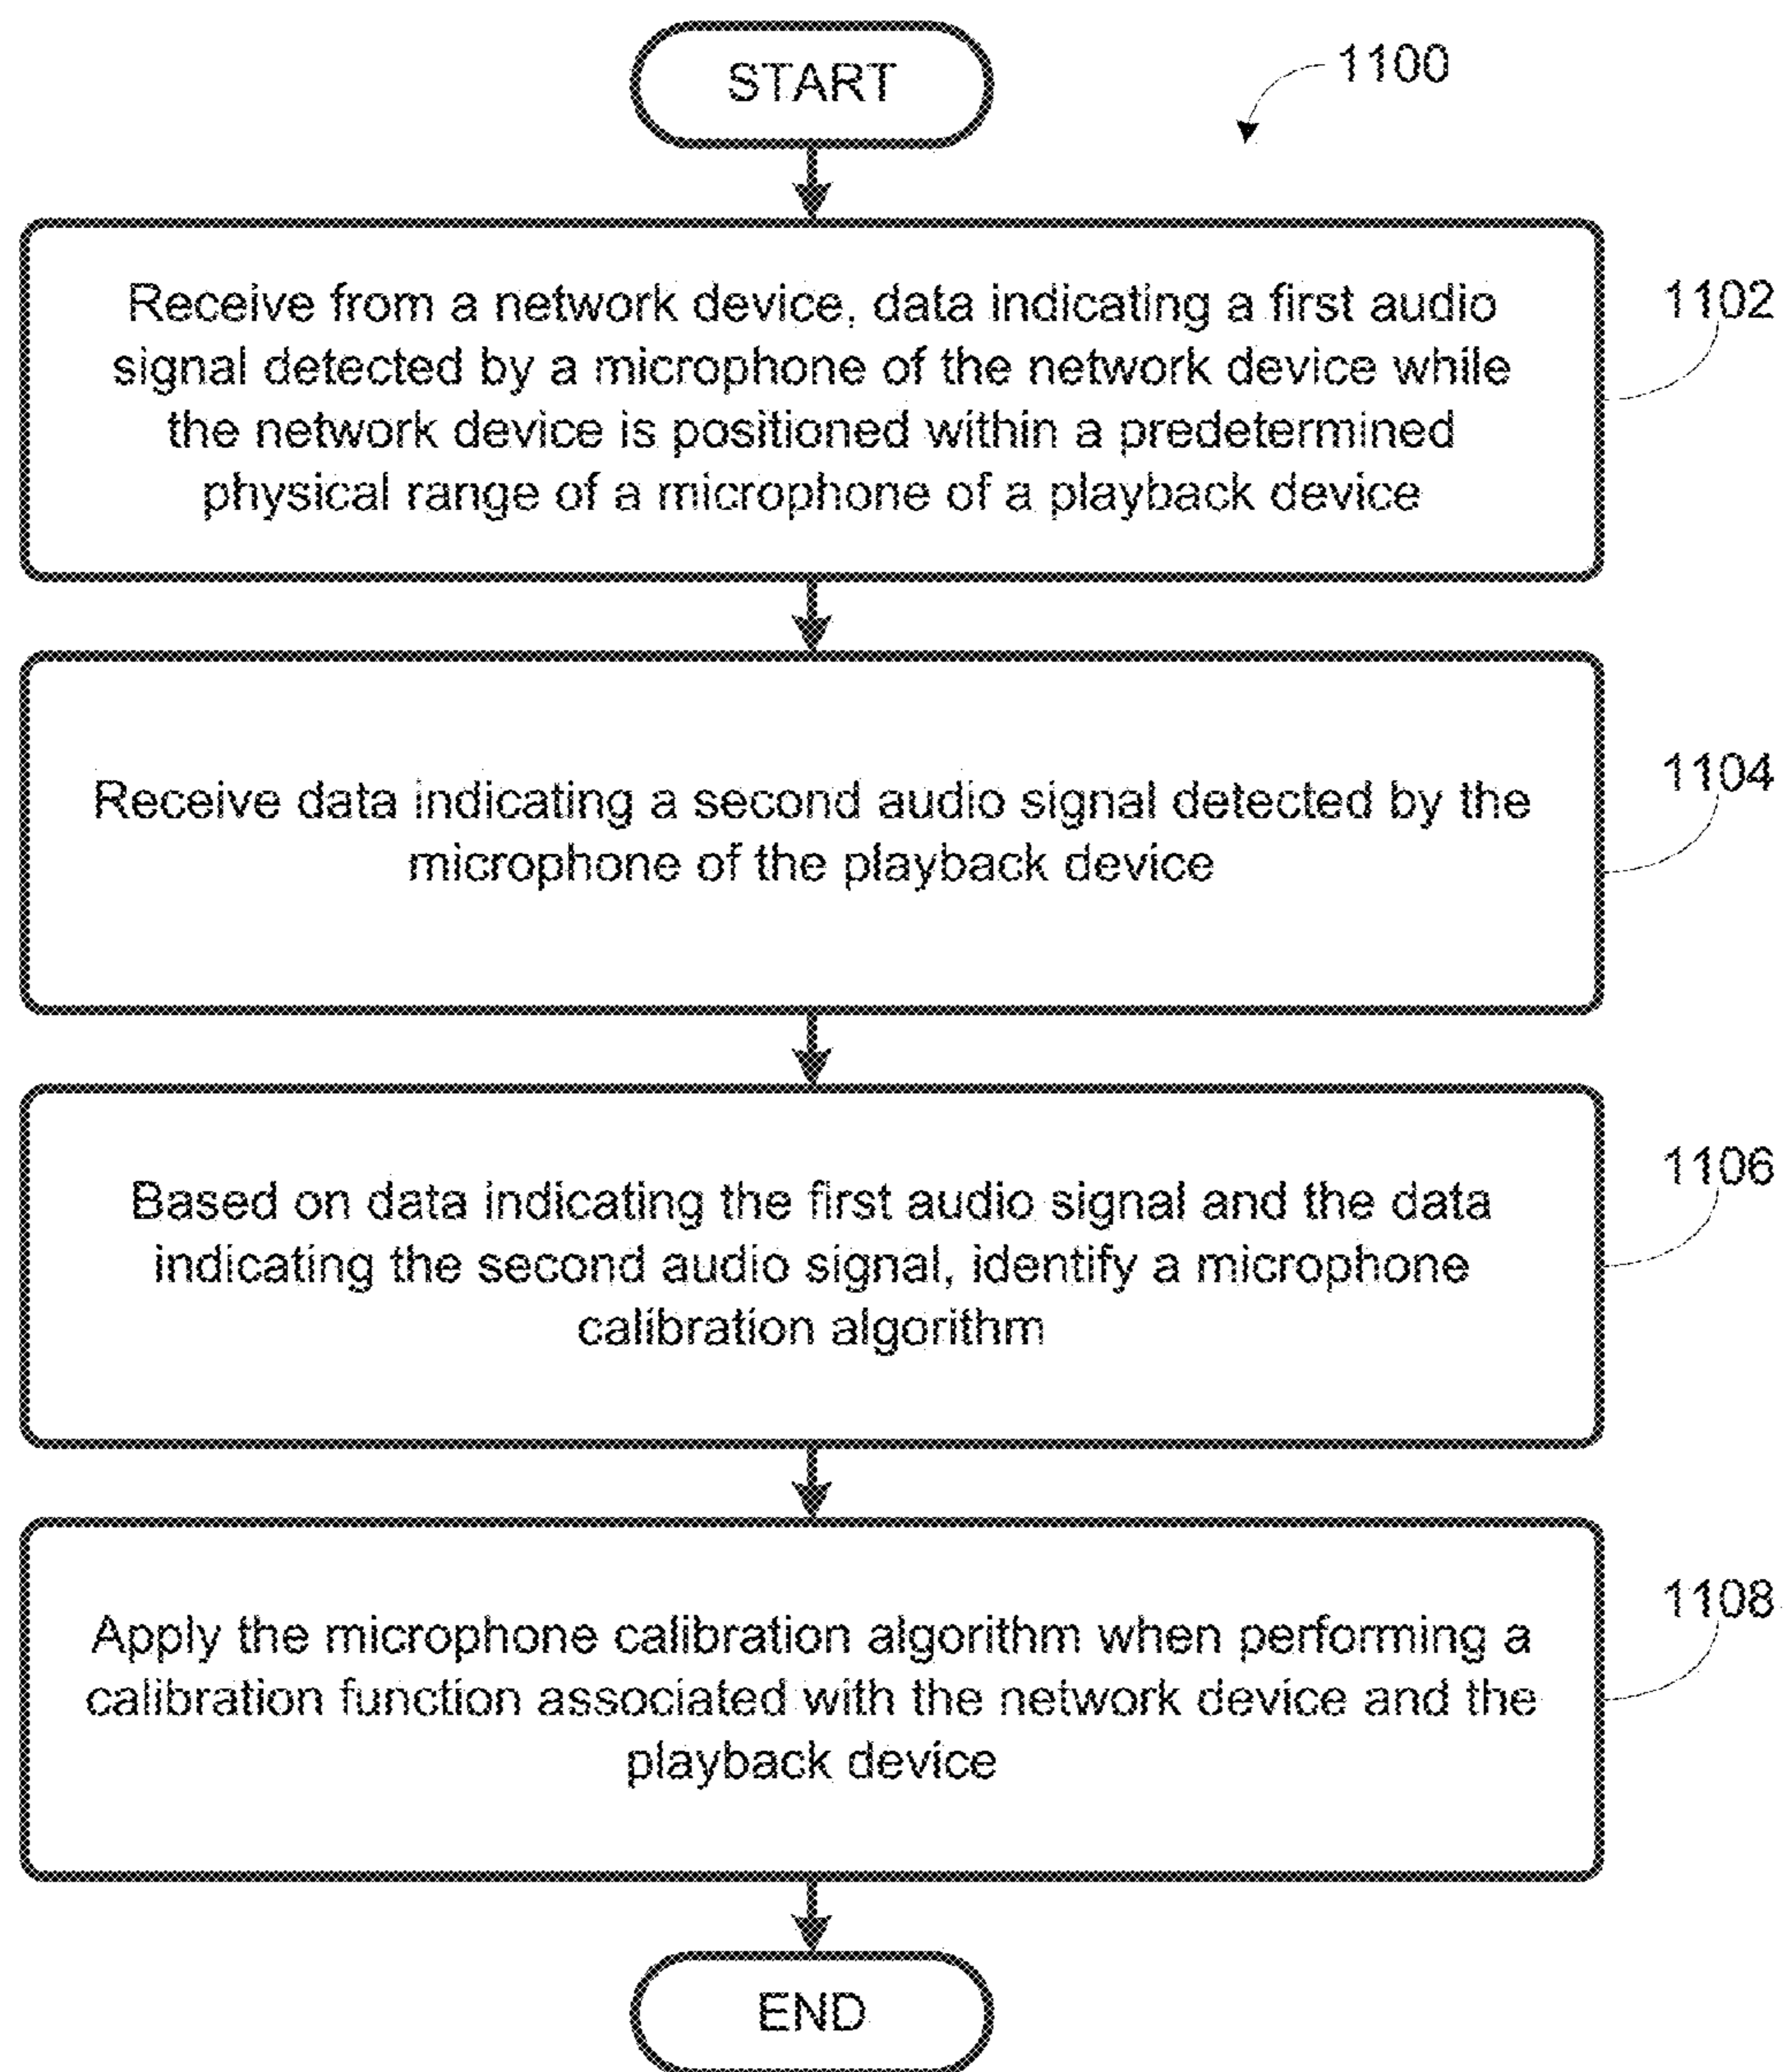 START
1100
Receive from a network device, data indicating a first audio
signal detected by a microphone of the network device while
the network device is positioned within a predetermined
physical range of a microphone of a playback device
1102
Receive data indicating a second audio signal detected by the
microphone of the playback device
1104
Based on data indicating the first audio signal and the data
indicating the second audio signal, identify a microphone
calibration algorithm
1106
Apply the microphone calibration algorithm when performing a
calibration function associated with the network device and the
playback device
1108
END